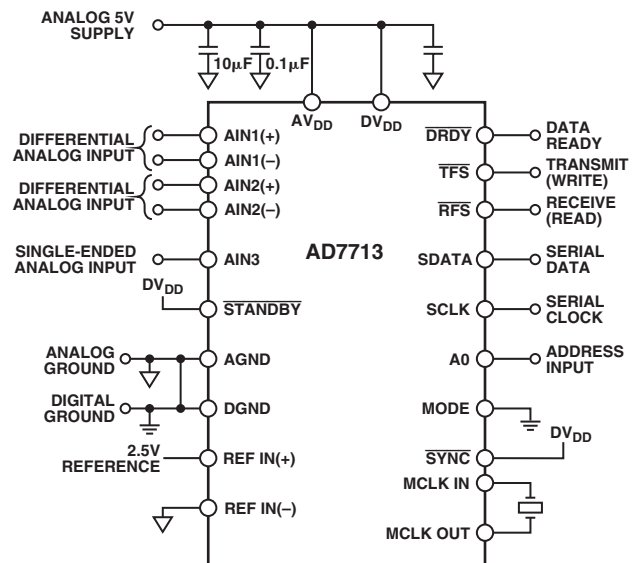 ANALOG 5V
SUPPLY
10μF
0.1μF
AVDD
DVDD
DIFFERENTIAL
ANALOG INPUT
DIFFERENTIAL
ANALOG INPUT
SINGLE-ENDED
ANALOG INPUT
DVDD
ANALOG
GROUND
DIGITAL
GROUND
2.5V
REFERENCE
AIN1(+)
AIN1(–)
AIN2(+)
AIN2(–)
AIN3
STANDBY
AGND
DGND
REF IN(+)
REF IN(–)
AD7713
DRDY
TFS
RFS
SDATA
SCLK
A0
MODE
SYNC
MCLK IN
MCLK OUT
DATA
READY
TRANSMIT
(WRITE)
RECEIVE
(READ)
SERIAL
DATA
SERIAL
CLOCK
ADDRESS
INPUT
DVDD